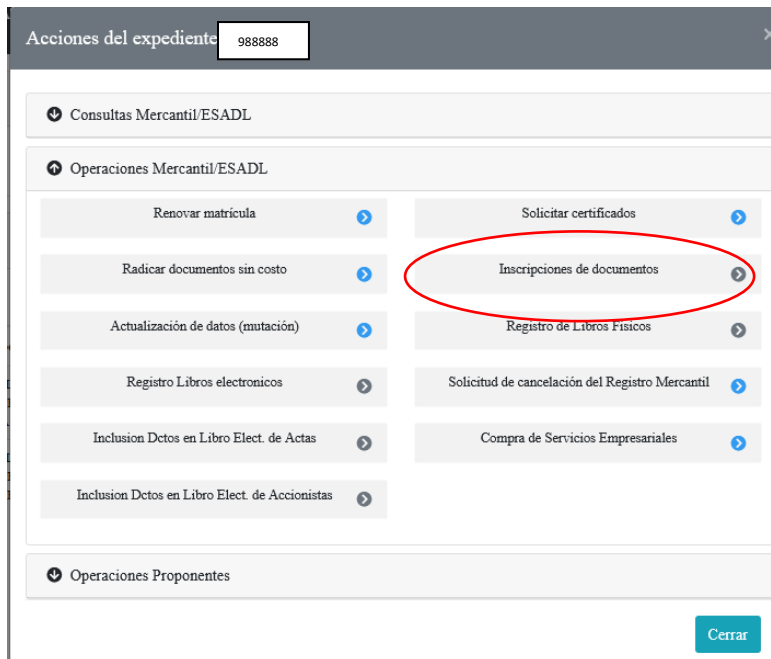 Acciones del expediente 988888
Consultas Mercantil/ESADL
Operaciones Mercantil/ESADL
Renovar matrícula
Solicitar certificados
Radicar documentos sin costo
Inscripciones de documentos
Actualización de datos (mutación)
Registro de Libros Físicos
Registro Libros electronicos
Solicitud de cancelación del Registro Mercantil
Inclusion Dctos en Libro Elect. de Actas
Compra de Servicios Empresariales
Inclusion Dctos en Libro Elect. de Accionistas
Operaciones Proponentes
Cerrar